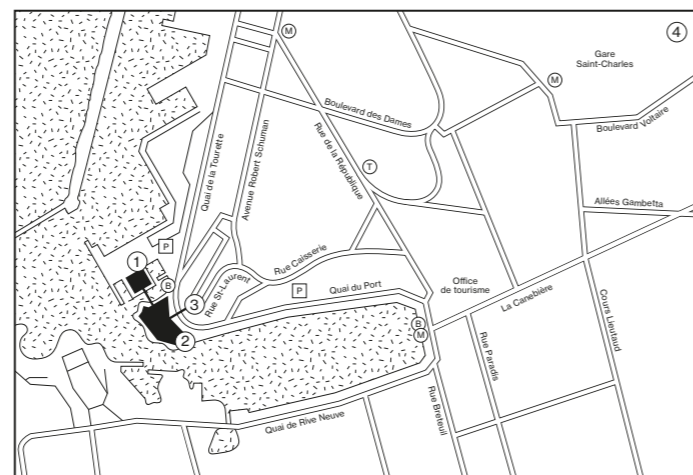 4
M
Gare
Saint-Charles
M
Boulevard des Dames
Boulevard Voltaire
Rue de la République
Quai de la Tourette
Avenue Robert Schuman
T
Allées Gambetta
P
1
Rue Caisserie
B
Rue St-Laurent
3
P
Quai du Port
Office
de tourisme
La Canebière
Cours Lieutaud
2
B
M
Rue Paradis
Rue Breteuil
Quai de Rive Neuve